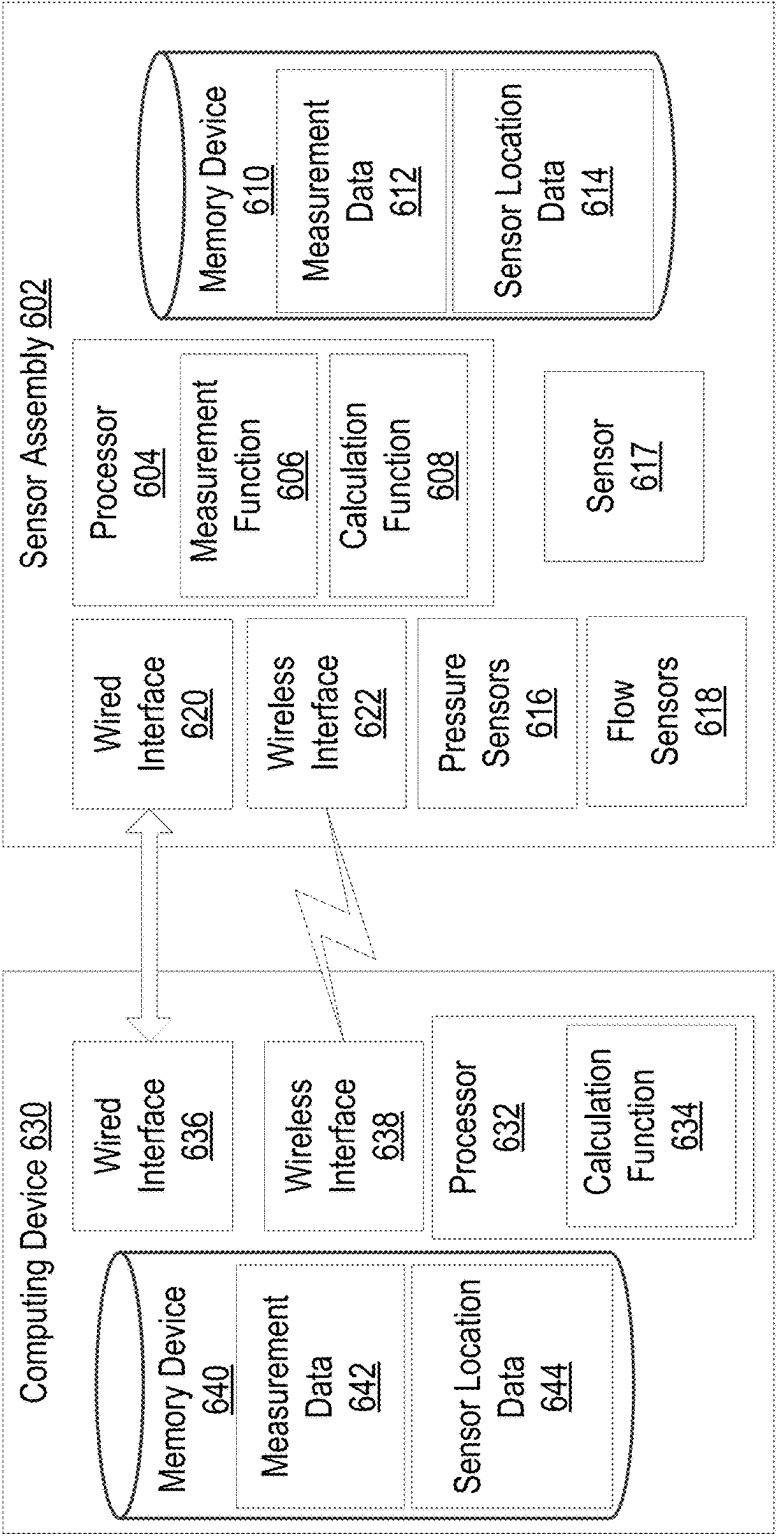 Computing Device 630
Memory Device
640
Measurement
Data
642
Sensor Location
Data
644
Wired
Interface
636
Wireless
Interface
638
Processor
632
Calculation
Function
634
Sensor Assembly 602
Wired
Interface
620
Wireless
Interface
622
Pressure
Sensors
616
Flow
Sensors
618
Processor
604
Measurement
Function
606
Calculation
Function
608
Sensor
617
Memory Device
610
Measurement
Data
612
Sensor Location
Data
614